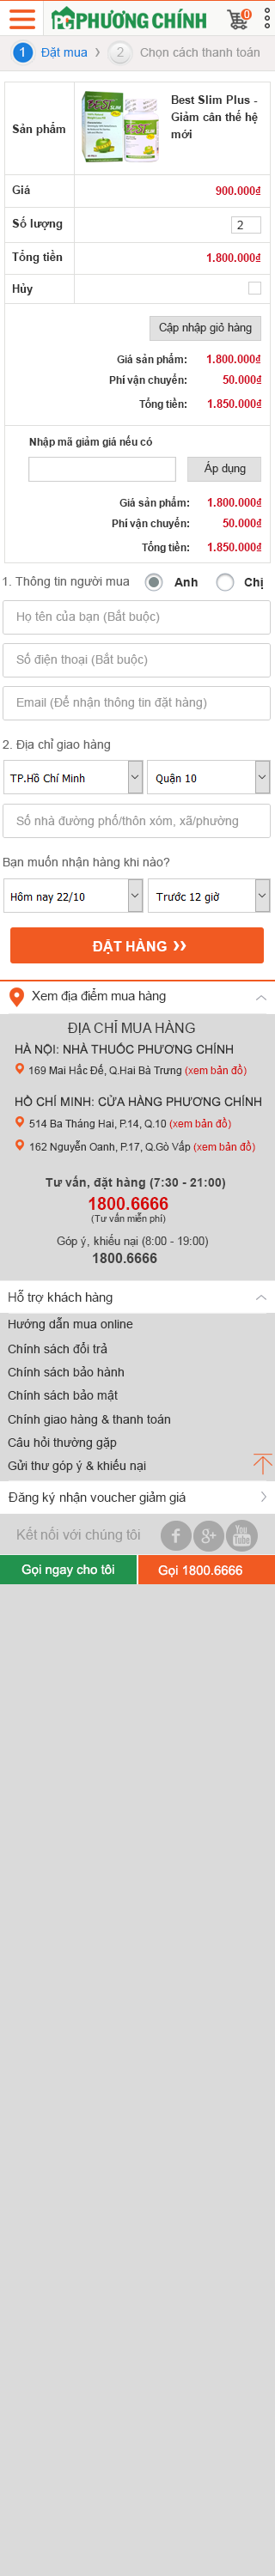 PHƯƠNG CHÍNH 0
1 Đặt mua 2 Chọn cách thanh toán
Sản phẩm
BEST SLIM
Best Slim Plus -
Giảm cân thế hệ
mới
Giá 900.000đ
Số lượng 2
Tổng tiền 1.800.000đ
Hủy
Cập nhập giỏ hàng
Giá sản phẩm: 1.800.000đ
Phí vận chuyển: 50.000đ
Tổng tiền: 1.850.000đ
Nhập mã giảm giá nếu có
Áp dụng
Giá sản phẩm: 1.800.000đ
Phí vận chuyển: 50.000đ
Tổng tiền: 1.850.000đ
1. Thông tin người mua Anh Chị
Họ tên của bạn (Bắt buộc)
Số điện thoại (Bắt buộc)
Email (Để nhận thông tin đặt hàng)
2. Địa chỉ giao hàng
TP.Hồ Chí Minh Quận 10
Số nhà đường phố/thôn xóm, xã/phường
Bạn muốn nhận hàng khi nào?
Hôm nay 22/10 Trước 12 giờ
ĐẶT HÀNG ››
Xem địa điểm mua hàng
ĐỊA CHỈ MUA HÀNG
HÀ NỘI: NHÀ THUỐC PHƯƠNG CHÍNH
169 Mai Hắc Đế, Q.Hai Bà Trưng (xem bản đồ)
HỒ CHÍ MINH: CỬA HÀNG PHƯƠNG CHÍNH
514 Ba Tháng Hai, P.14, Q.10 (xem bản đồ)
162 Nguyễn Oanh, P.17, Q.Gò Vấp (xem bản đồ)
Tư vấn, đặt hàng (7:30 - 21:00)
1800.6666
(Tư vấn miễn phí)
Góp ý, khiếu nại (8:00 - 19:00)
1800.6666
Hỗ trợ khách hàng
Hướng dẫn mua online
Chính sách đổi trả
Chính sách bảo hành
Chính sách bảo mật
Chính giao hàng & thanh toán
Câu hỏi thường gặp
Gửi thư góp ý & khiếu nại
Đăng ký nhận voucher giảm giá
Kết nối với chúng tôi f g+ You Tube
Gọi ngay cho tôi Gọi 1800.6666